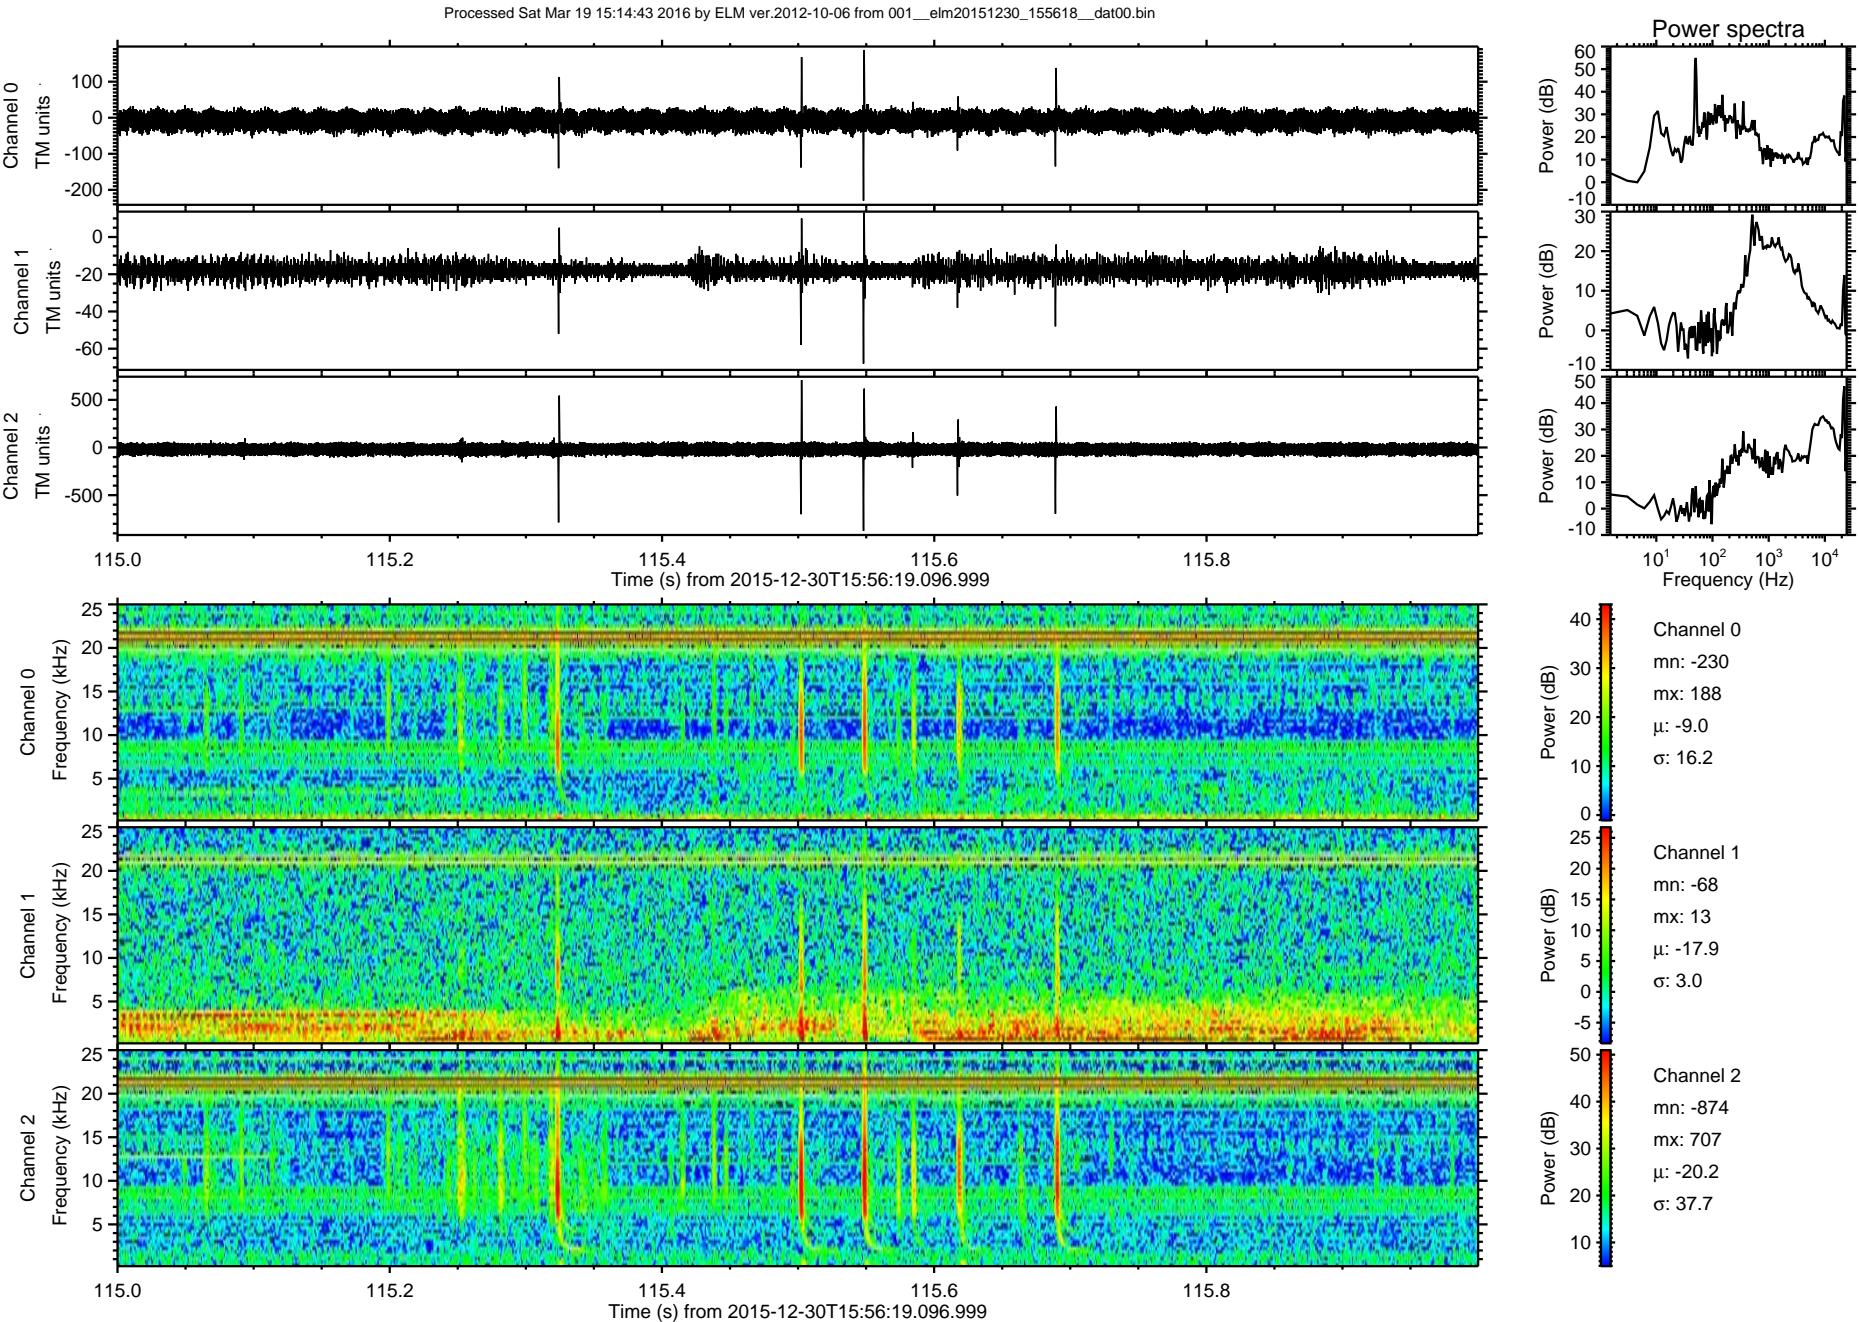 Processed Sat Mar 19 15:14:43 2016 by ELM ver.2012-10-06 from 001__elm20151230_155618__dat00.bin
Power spectra
Channel 0
TM units
100
0
-100
-200
Power (dB)
60
50
40
30
20
10
0
-10
Channel 1
TM units
0
-20
-40
-60
Power (dB)
30
20
10
0
-10
Channel 2
TM units
500
0
-500
Power (dB)
50
40
30
20
10
0
-10
115.0 115.2 115.4 115.6 115.8
Time (s) from 2015-12-30T15:56:19.096.999
10^1 10^2 10^3 10^4
Frequency (Hz)
Channel 0
Frequency (kHz)
25
20
15
10
5
Power (dB)
40
30
20
10
0
Channel 0
mn: -230
mx: 188
μ: -9.0
σ: 16.2
Channel 1
Frequency (kHz)
25
20
15
10
5
Power (dB)
25
20
15
10
5
0
-5
Channel 1
mn: -68
mx: 13
μ: -17.9
σ: 3.0
Channel 2
Frequency (kHz)
25
20
15
10
5
Power (dB)
50
40
30
20
10
Channel 2
mn: -874
mx: 707
μ: -20.2
σ: 37.7
115.0 115.2 115.4 115.6 115.8
Time (s) from 2015-12-30T15:56:19.096.999